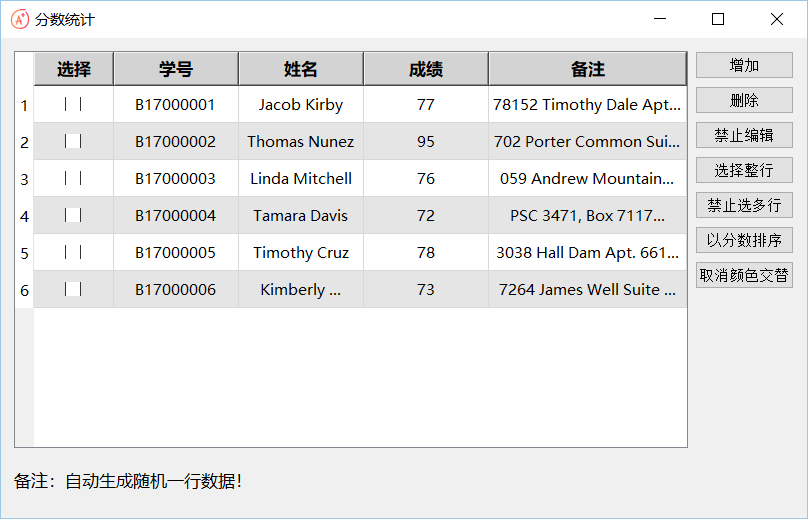 分数统计
选择 学号 姓名 成绩 备注
1 B17000001 Jacob Kirby 77 78152 Timothy Dale Apt...
2 B17000002 Thomas Nunez 95 702 Porter Common Sui...
3 B17000003 Linda Mitchell 76 059 Andrew Mountain...
4 B17000004 Tamara Davis 72 PSC 3471, Box 7117...
5 B17000005 Timothy Cruz 78 3038 Hall Dam Apt. 661...
6 B17000006 Kimberly ... 73 7264 James Well Suite ...
增加
删除
禁止编辑
选择整行
禁止选多行
以分数排序
取消颜色交替
备注：自动生成随机一行数据！